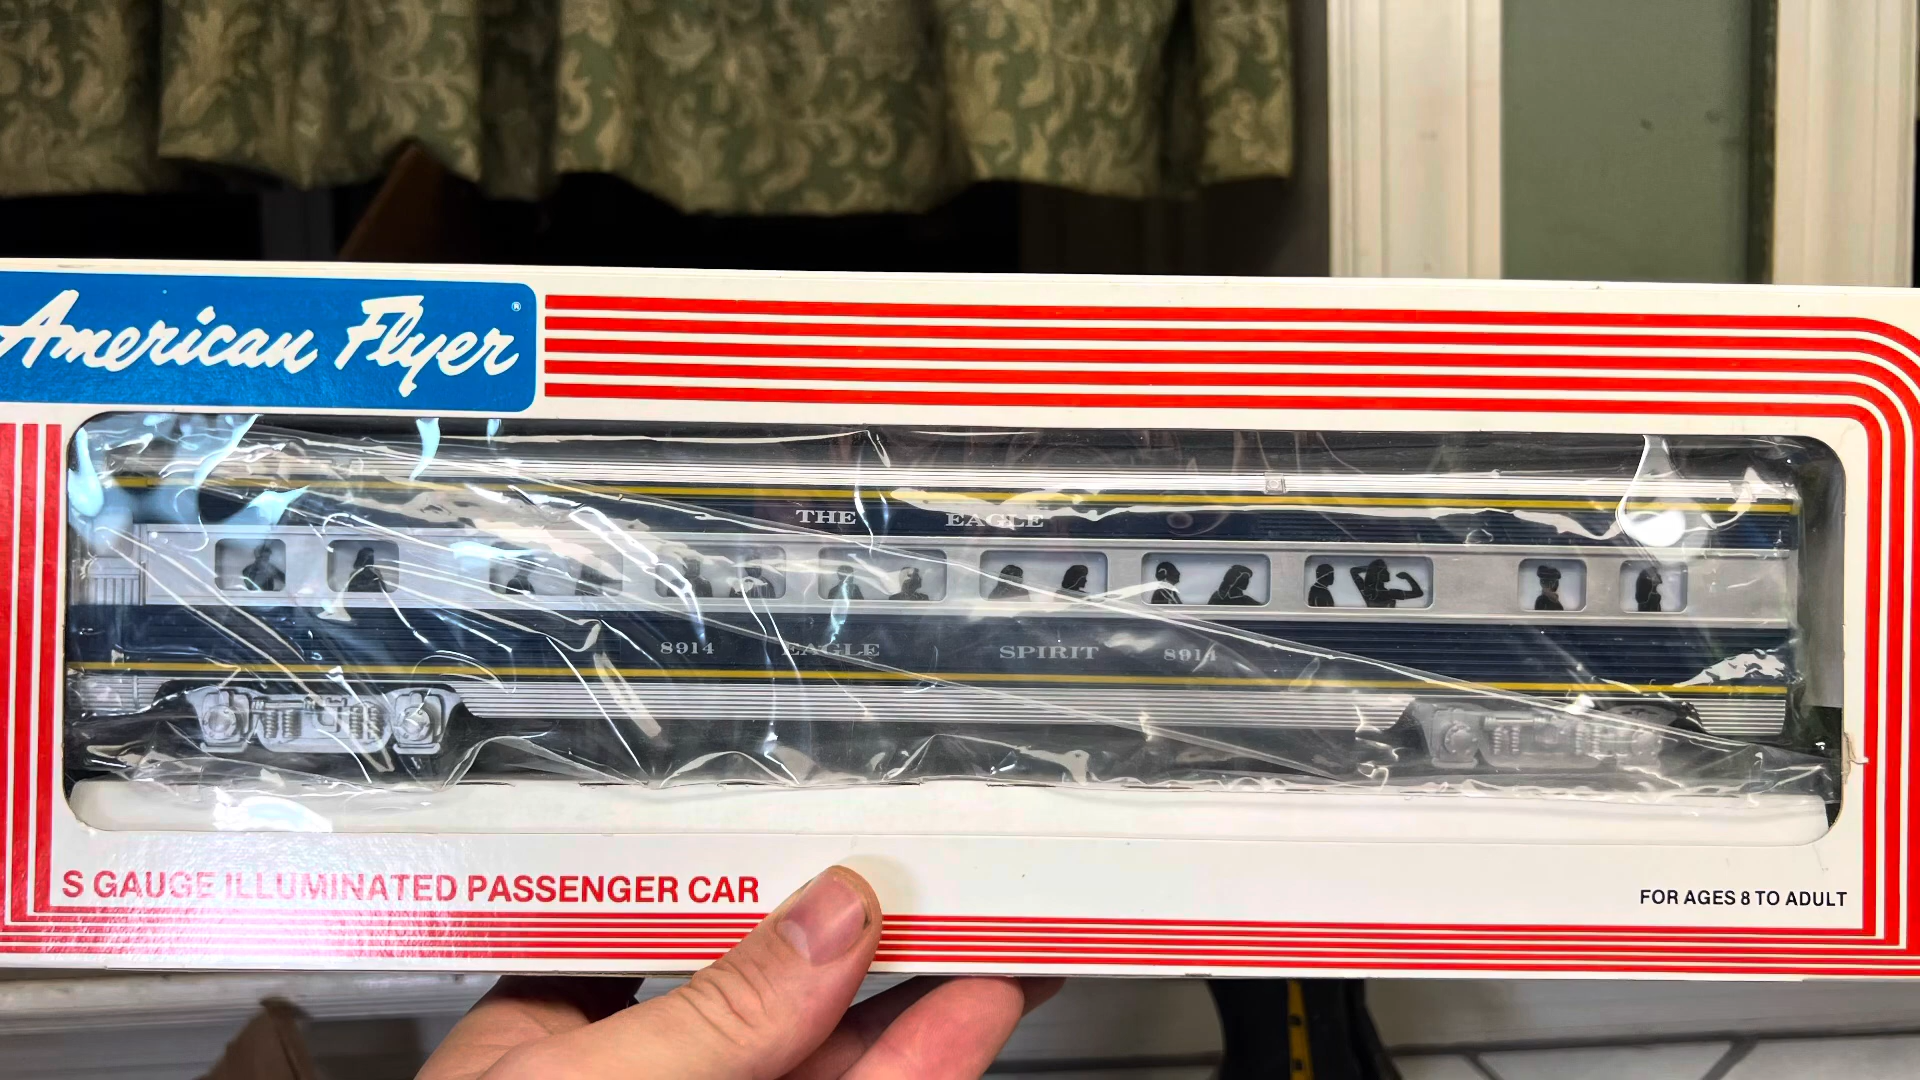 American Flyer®
THE EAGLE
8914 EAGLE SPIRIT 8914
S GAUGE ILLUMINATED PASSENGER CAR
FOR AGES 8 TO ADULT